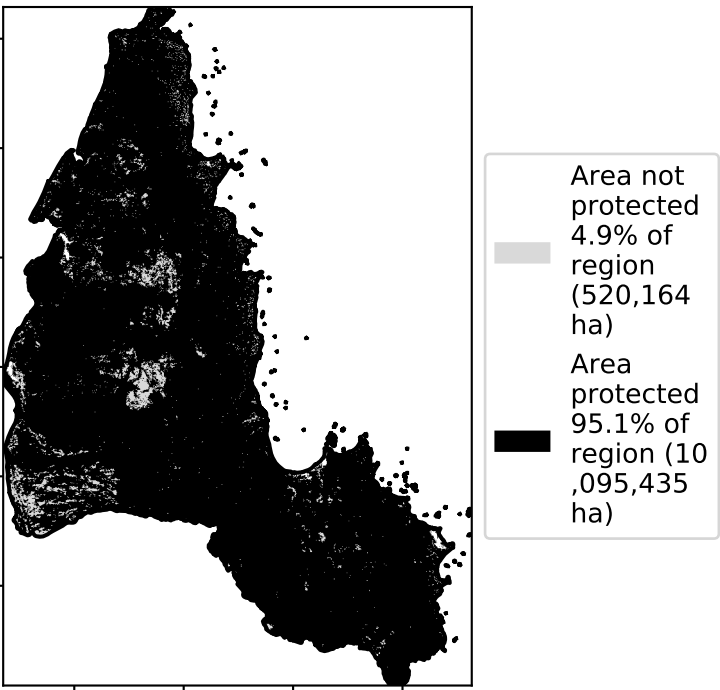 Area not
protected
4.9% of
region
(520,164
ha)
Area
protected
95.1% of
region (10
,095,435
ha)